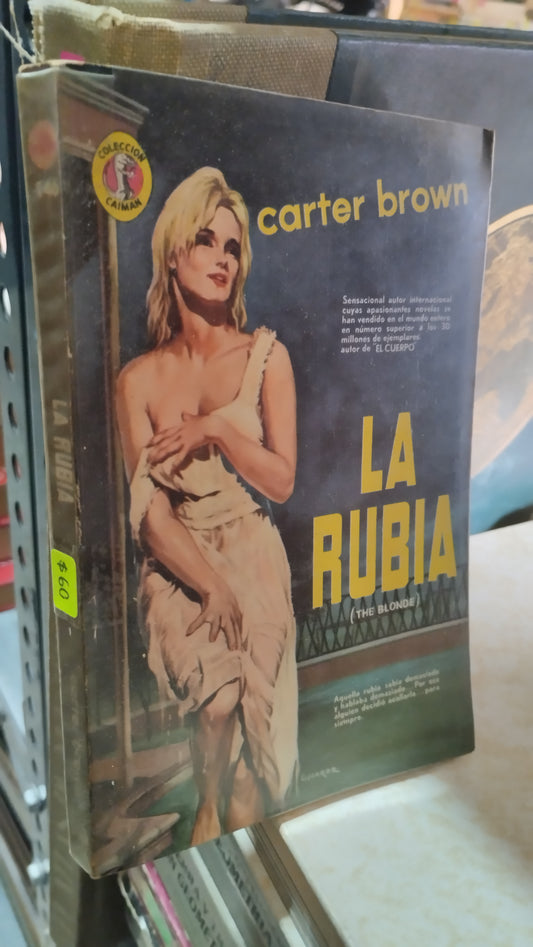 COLECCION
CAIMAN
carter brown
Sensacional autor internacional
cuyas apasionantes novelas se
han vendido en el mundo entero
en número superior a los 30
millones de ejemplares.
autor de "EL CUERPO"
LA
RUBIA
(THE BLONDE)
Aquella rubia sabía demasiado
y hablaba demasiado. Por eso
alguien decidió acallarla... para
siempre.
LA RUBIA
$60